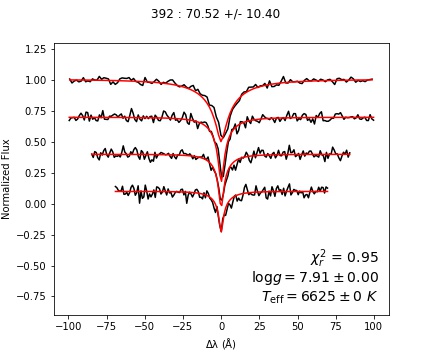 392 : 70.52 +/- 10.40
1.25
1.00
0.75
0.50
0.25
0.00
−0.25
−0.50
−0.75
Normalized Flux
χ²ᵣ = 0.95
log g = 7.91 ± 0.00
T_eff = 6625 ± 0 K
−100 −75 −50 −25 0 25 50 75 100
Δλ (Å)